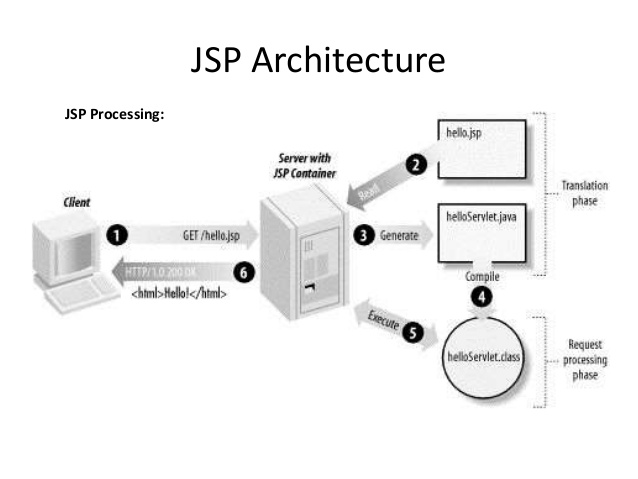 JSP Architecture
JSP Processing:
Client
1
GET /hello.jsp
HTTP/1.0 200 OK
6
<html>Hello!</html>
Server with
JSP Container
hello.jsp
2
Read
3
Generate
helloServlet.java
Compile
4
Execute
5
helloServlet.class
Translation
phase
Request
processing
phase